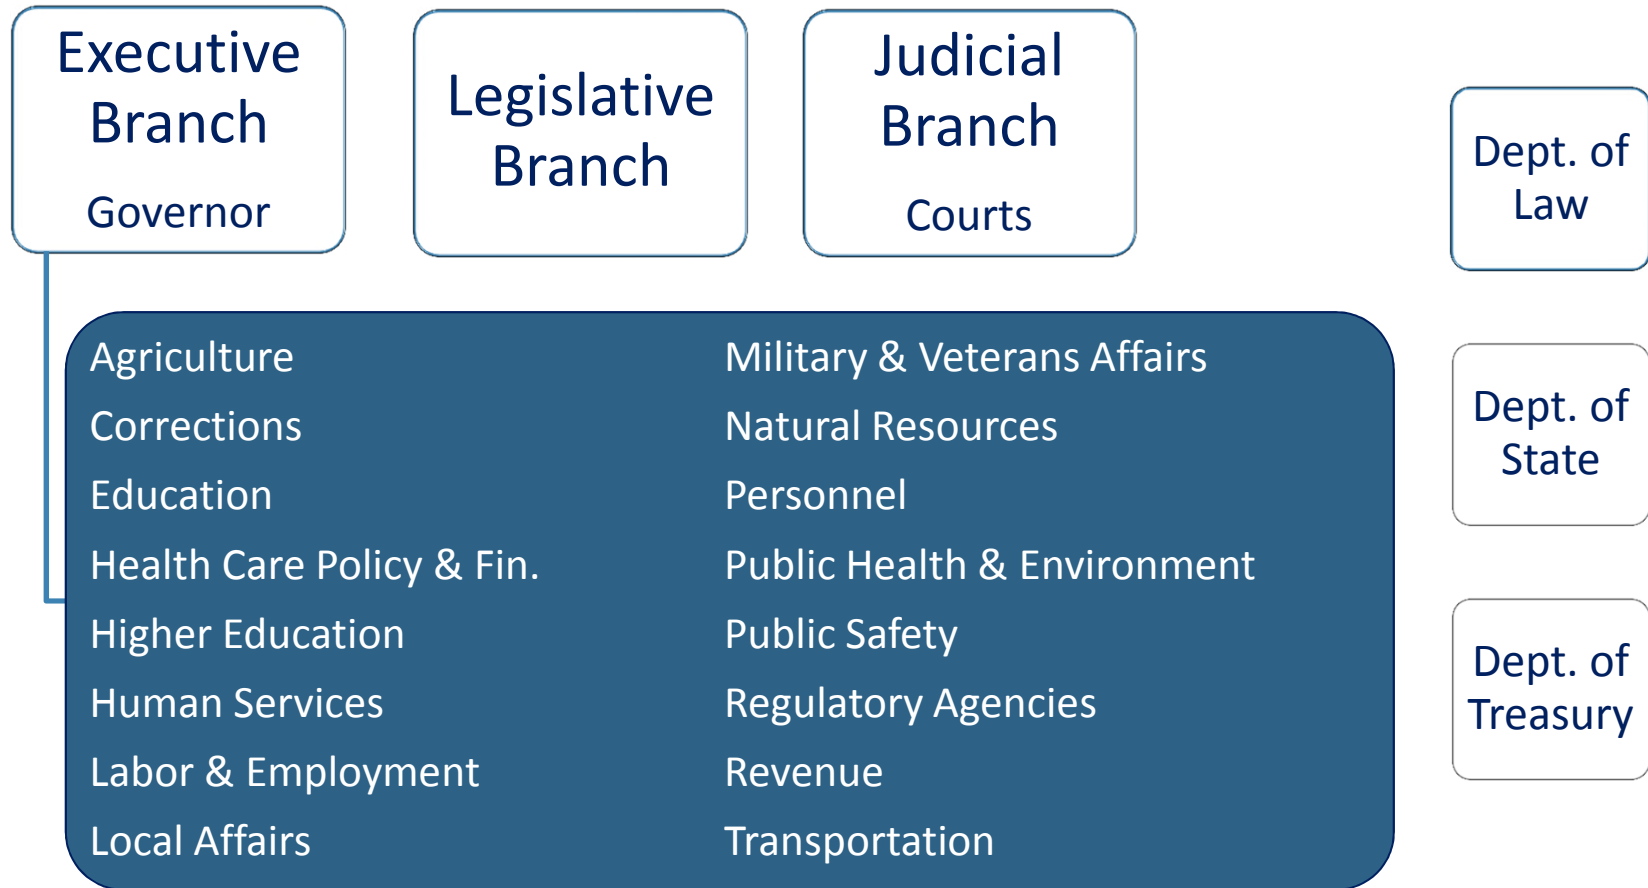 Executive
Branch
Governor
Legislative
Branch
Judicial
Branch
Courts
Dept. of
Law
Dept. of
State
Dept. of
Treasury
Agriculture
Corrections
Education
Health Care Policy & Fin.
Higher Education
Human Services
Labor & Employment
Local Affairs
Military & Veterans Affairs
Natural Resources
Personnel
Public Health & Environment
Public Safety
Regulatory Agencies
Revenue
Transportation